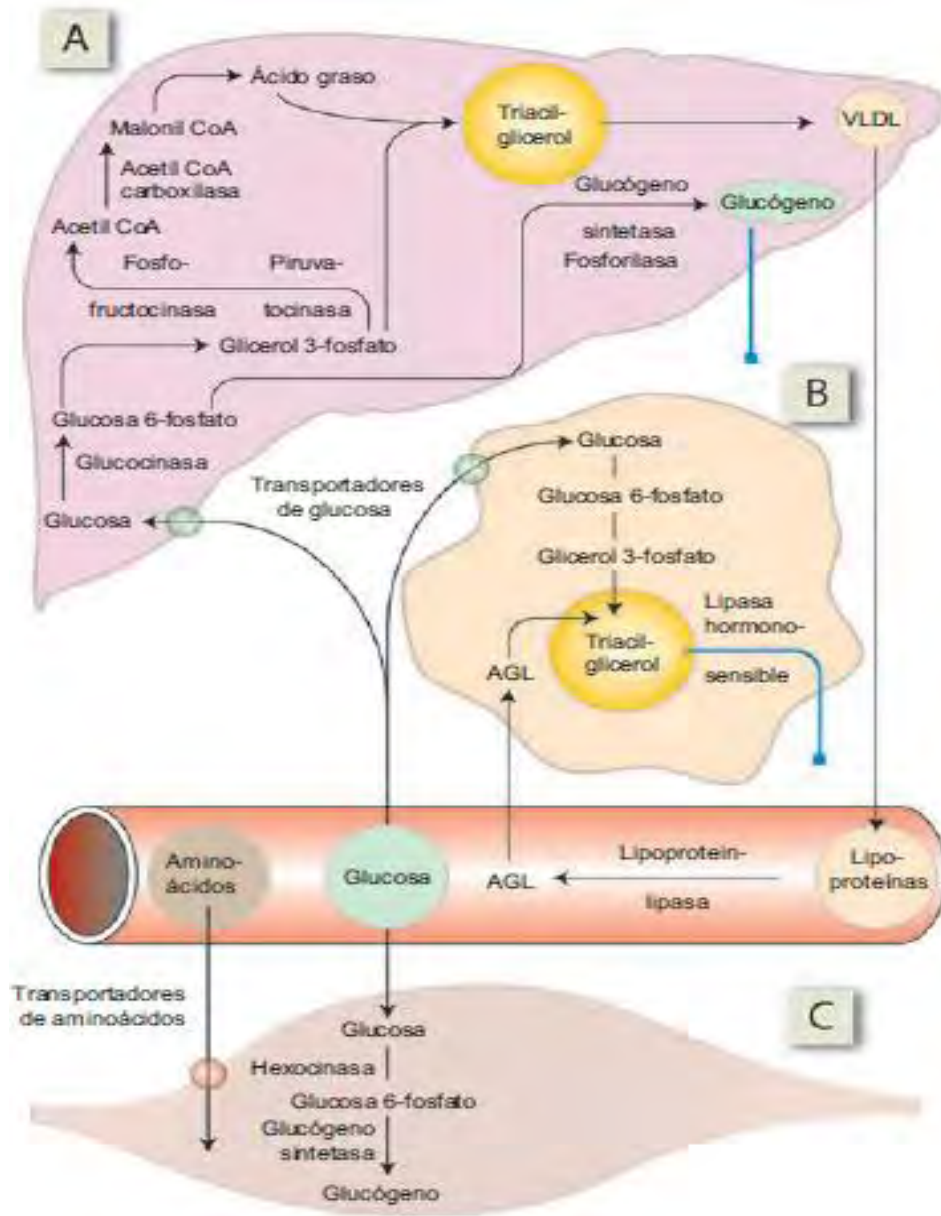 A
Ácido graso
Malonil CoA
Acetil CoA
carboxilasa
Acetil CoA
Fosfo-
Piruva-
fructocinasa
tocinasa
Glicerol 3-fosfato
Glucosa 6-fosfato
Glucocinasa
Glucosa
Triacil-
glicerol
VLDL
Glucógeno
sintetasa
Fosforilasa
Glucógeno
Transportadores
de glucosa
B
Glucosa
Glucosa 6-fosfato
Glicerol 3-fosfato
Triacil-
glicerol
AGL
Lipasa
hormono-
sensible
Amino-
ácidos
Glucosa
AGL
Lipoprotein-
lipasa
Lipo-
proteínas
Transportadores
de aminoácidos
C
Glucosa
Hexocinasa
Glucosa 6-fosfato
Glucógeno
sintetasa
Glucógeno